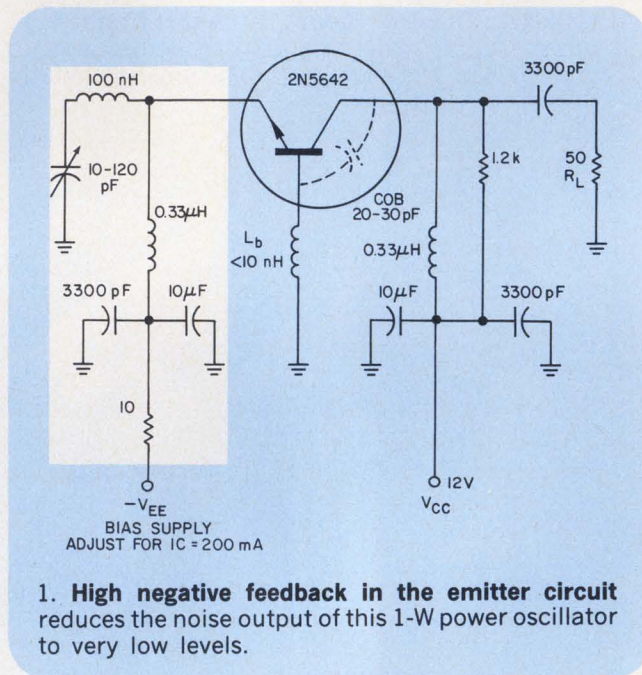 100 nH
2N5642
3300 pF
10-120
pF
1.2k
50
RL
COB
20-30pF
0.33μH
Lb
<10 nH
0.33μH
3300 pF
10μF
10μF
3300 pF
10
-VEE
12V
VCC
BIAS SUPPLY
ADJUST FOR IC = 200 mA
1. High negative feedback in the emitter circuit
reduces the noise output of this 1-W power oscillator
to very low levels.